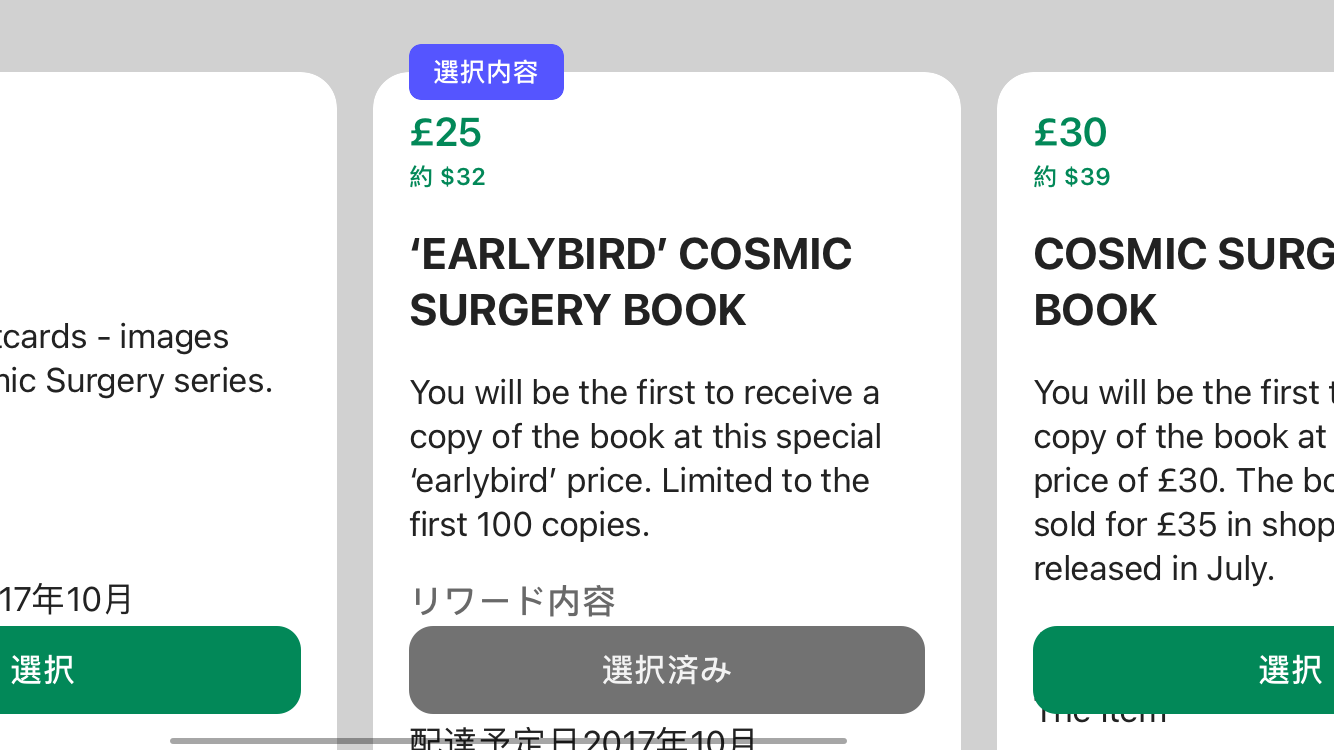 images
Surgery series.
17年10月
選択
選択内容
£25
約 $32
‘EARLYBIRD’ COSMIC
SURGERY BOOK
You will be the first to receive a
copy of the book at this special
‘earlybird’ price. Limited to the
first 100 copies.
リワード内容
選択済み
配達予定日2017年10月
£30
約 $39
COSMIC
BOOK
You will be the first
copy of the book at
price of £30. The
sold for £35 in
released in July.
選択
The item